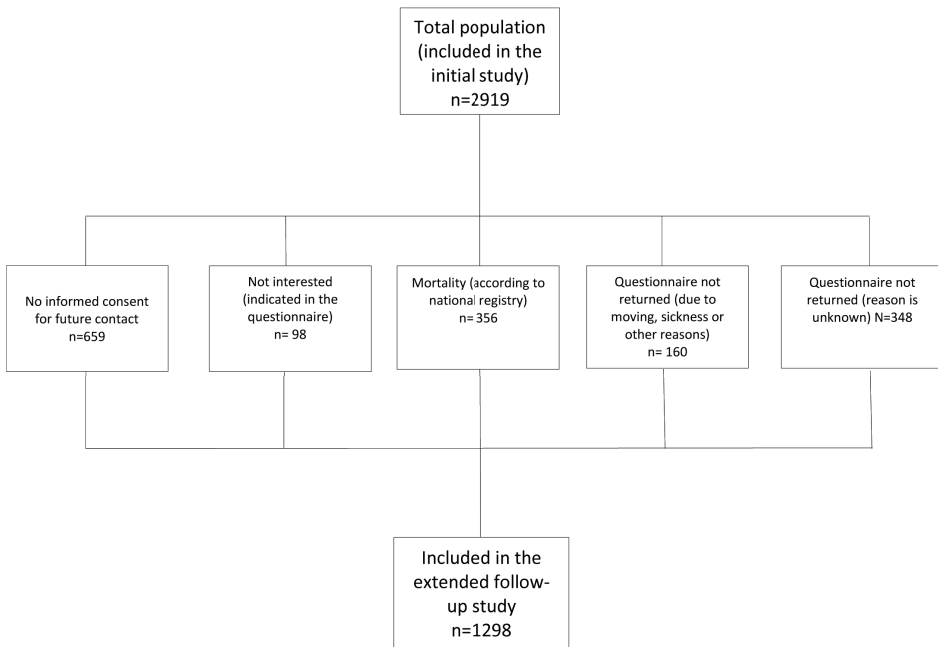 Total population
(included in the
initial study)
n=2919
No informed consent
for future contact
n=659
Not interested
(indicated in the
questionnaire)
n= 98
Mortality (according to
national registry)
n= 356
Questionnaire not
returned (due to
moving, sickness or
other reasons)
n= 160
Questionnaire not
returned (reason is
unknown) N=348
Included in the
extended follow-
up study
n=1298